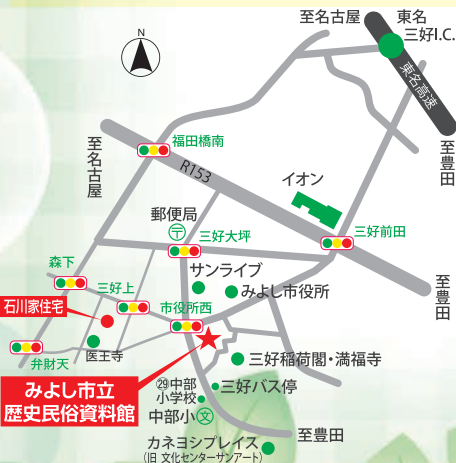 至名古屋
東名
三好I.C.
N
東名高速
至豊田
福田橋南
至名古屋
R153
イオン
郵便局
〒
三好大坪
三好前田
森下
サンライブ
三好上
みよし市役所
至豊田
石川家住宅
市役所西
医王寺
弁財天
三好稲荷閣・満福寺
みよし市立
歴史民俗資料館
㉙中部
小学校
三好バス停
中部小文
至豊田
カネヨシプレイス
(旧 文化センターサンアート)